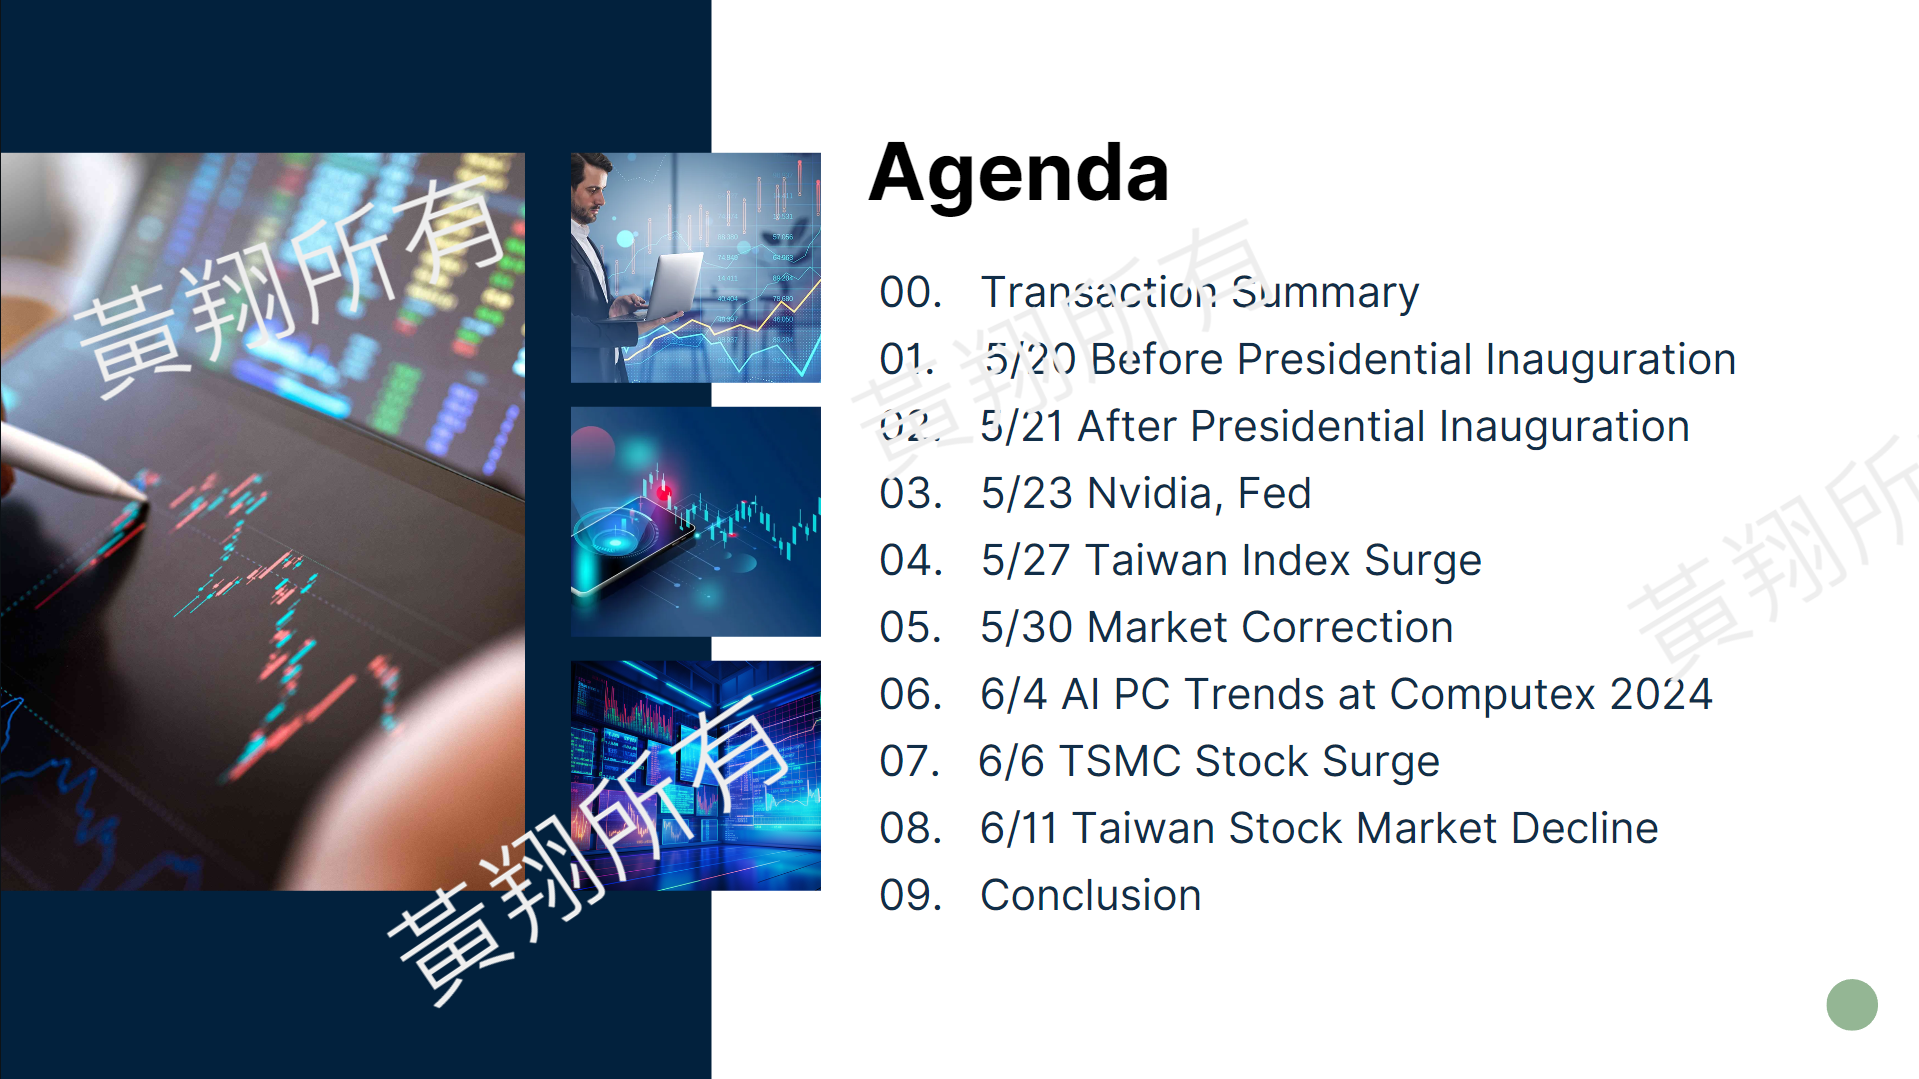 Agenda
00. Transaction Summary
01. 5/20 Before Presidential Inauguration
02. 5/21 After Presidential Inauguration
03. 5/23 Nvidia, Fed
04. 5/27 Taiwan Index Surge
05. 5/30 Market Correction
06. 6/4 AI PC Trends at Computex 2024
07. 6/6 TSMC Stock Surge
08. 6/11 Taiwan Stock Market Decline
09. Conclusion
黃翔所有
黃翔所有
黃翔所有
黃翔所